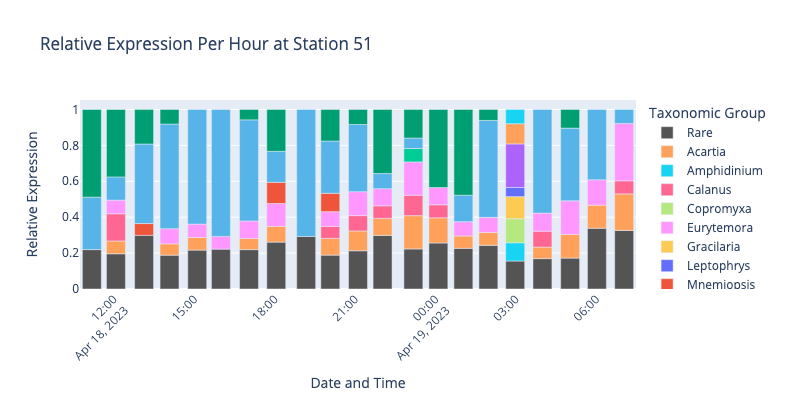 Relative Expression Per Hour at Station 51
Relative Expression
1
0.8
0.6
0.4
0.2
0
12:00
Apr 18, 2023
15:00
18:00
21:00
00:00
Apr 19, 2023
03:00
06:00
Date and Time
Taxonomic Group
Rare
Acartia
Amphidinium
Calanus
Copromyxa
Eurytemora
Gracilaria
Leptophrys
Mnemiopsis